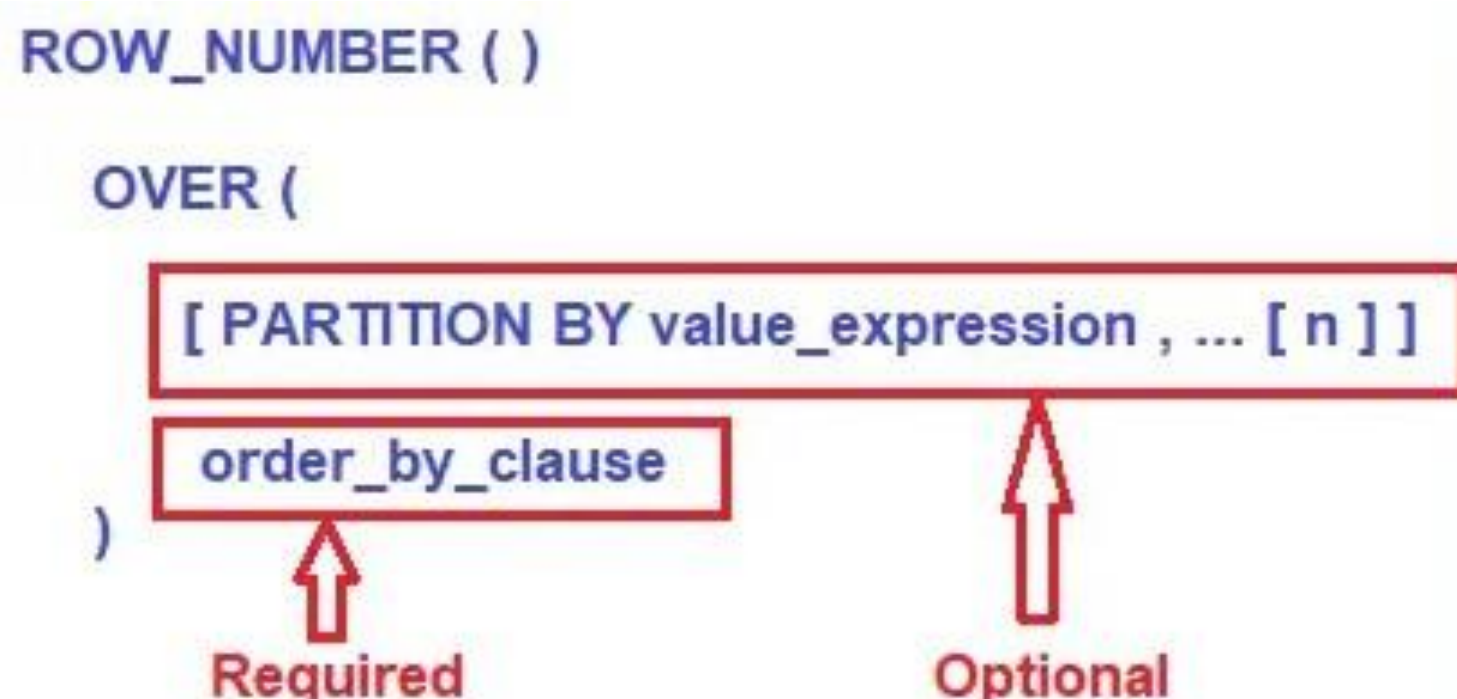 ROW_NUMBER ( )
OVER (
[ PARTITION BY value_expression , ... [ n ] ]
order_by_clause
)
Required
Optional